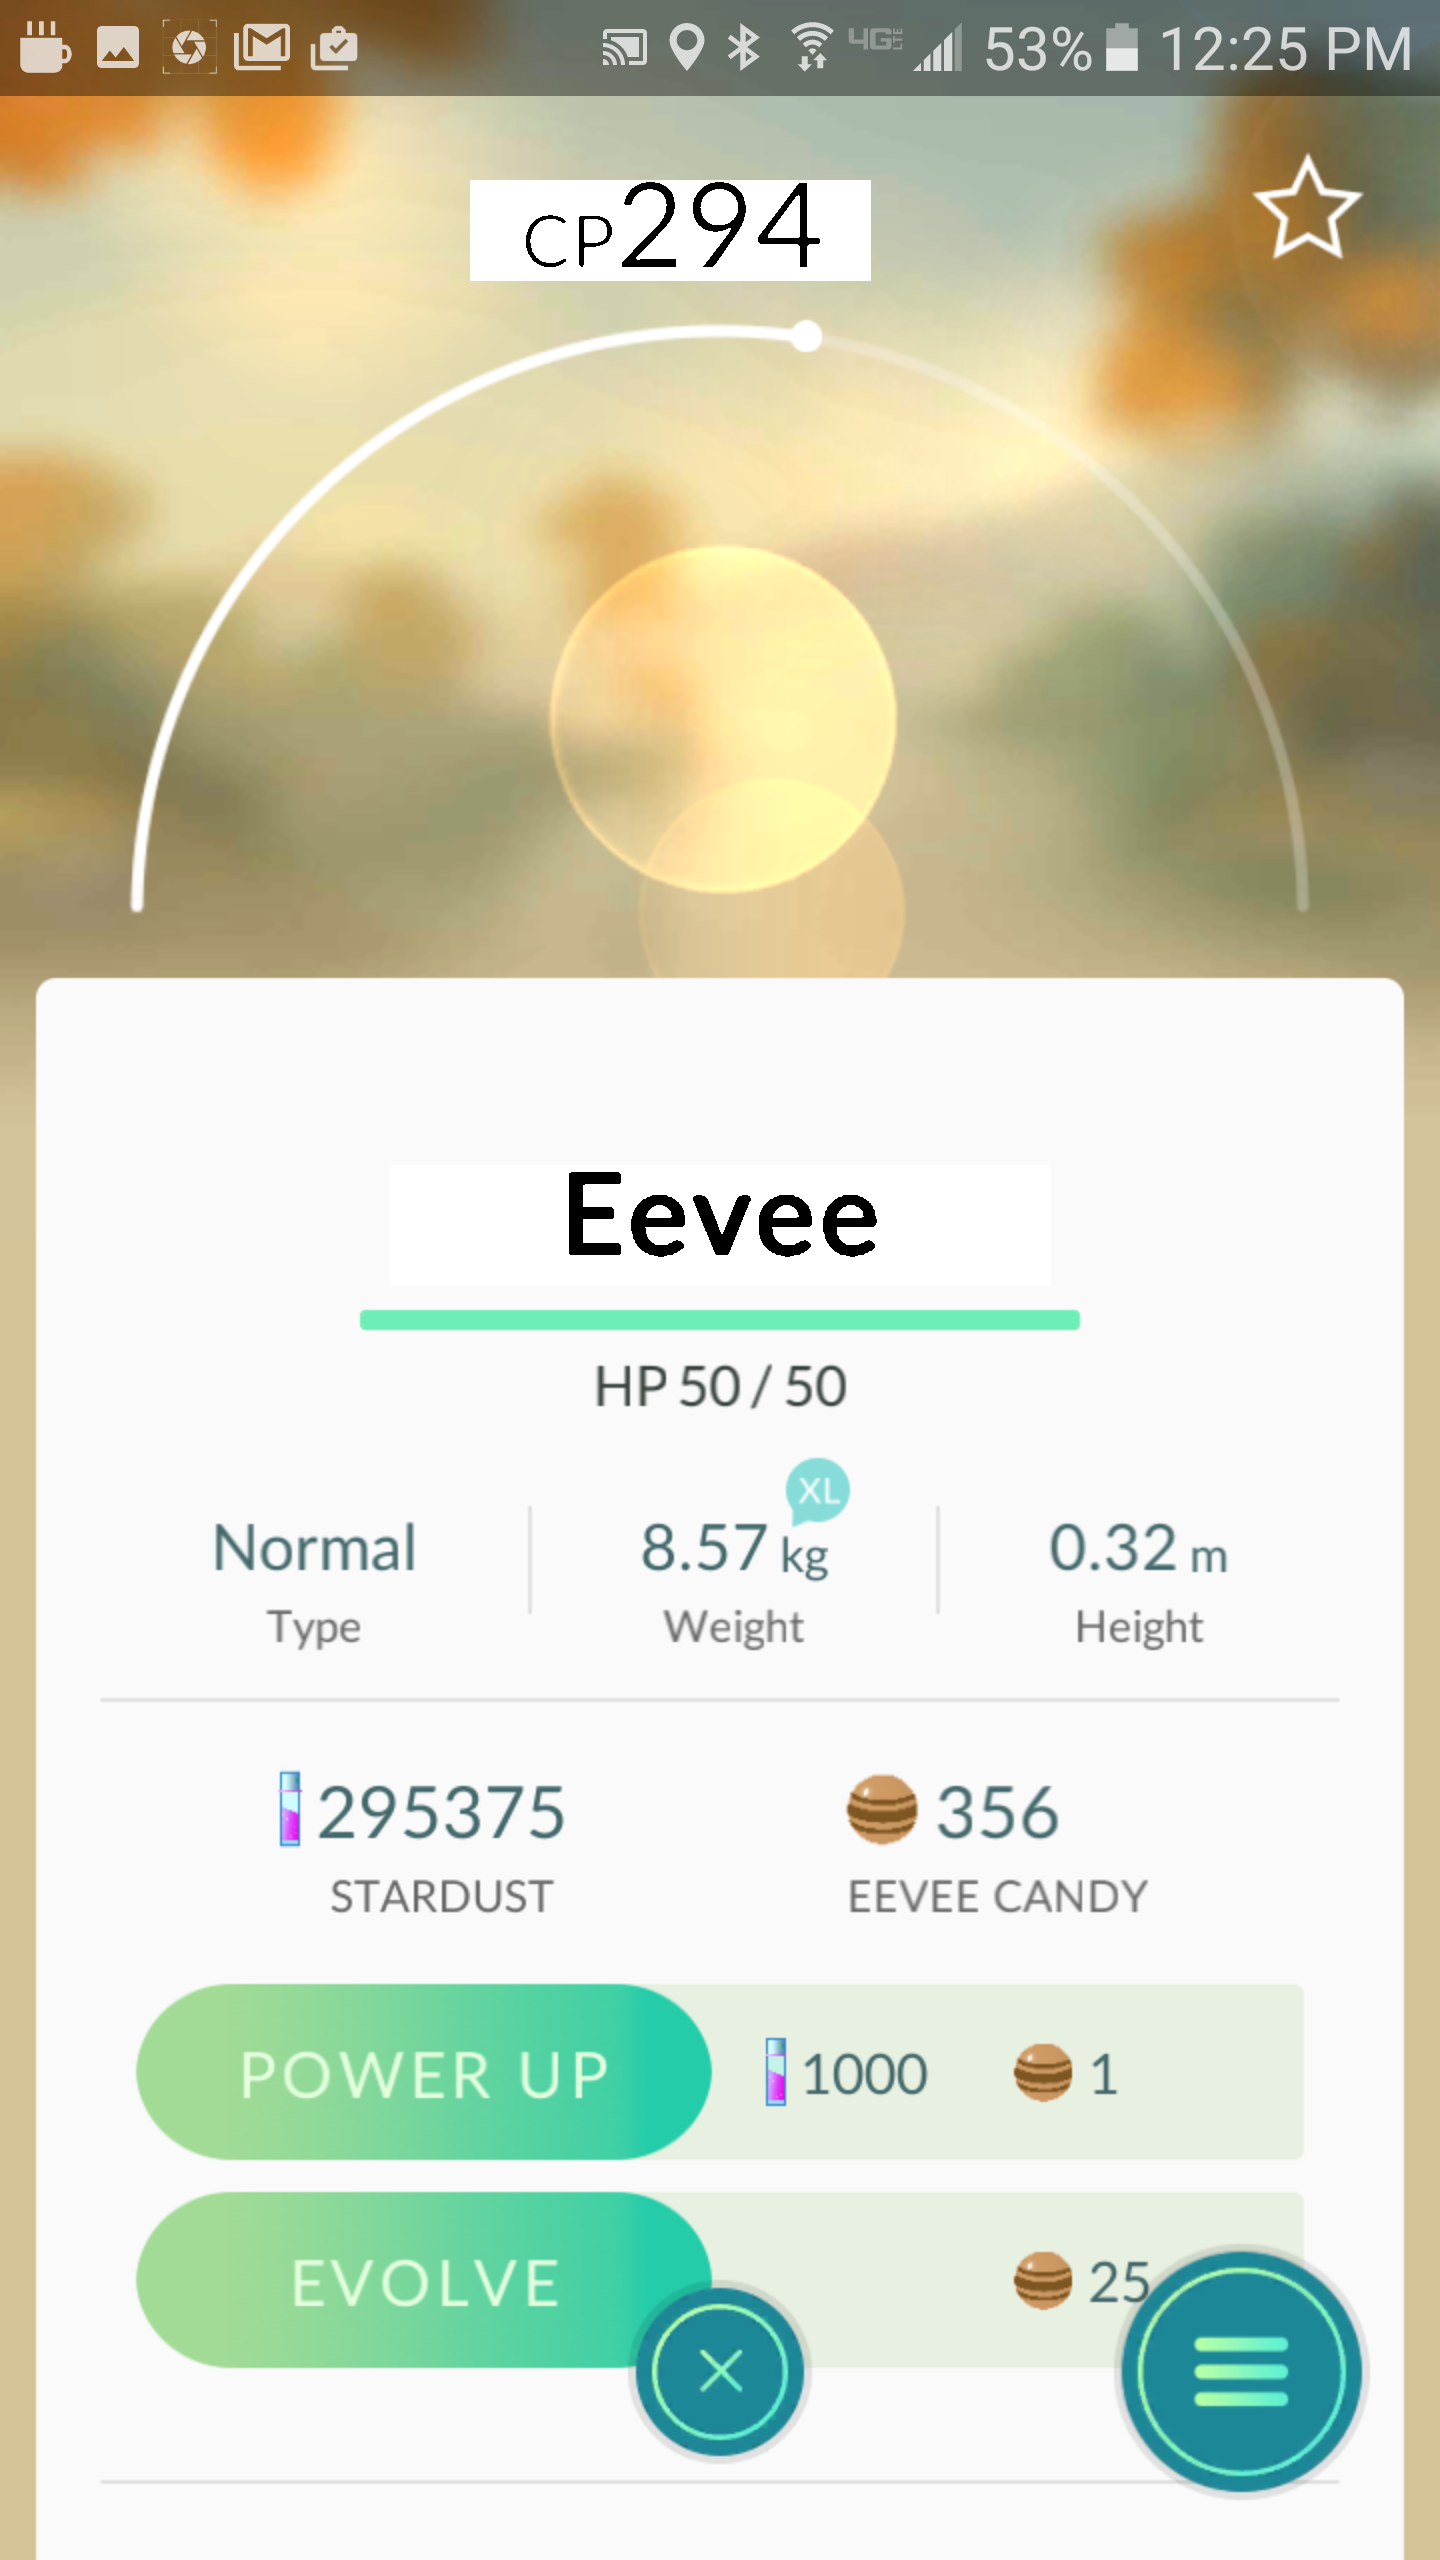 53% 12:25 PM
CP294
Eevee
HP 50 / 50
XL
Normal 8.57 kg 0.32 m
Type Weight Height
295375 356
STARDUST EEVEE CANDY
POWER UP 1000 1
EVOLVE 25